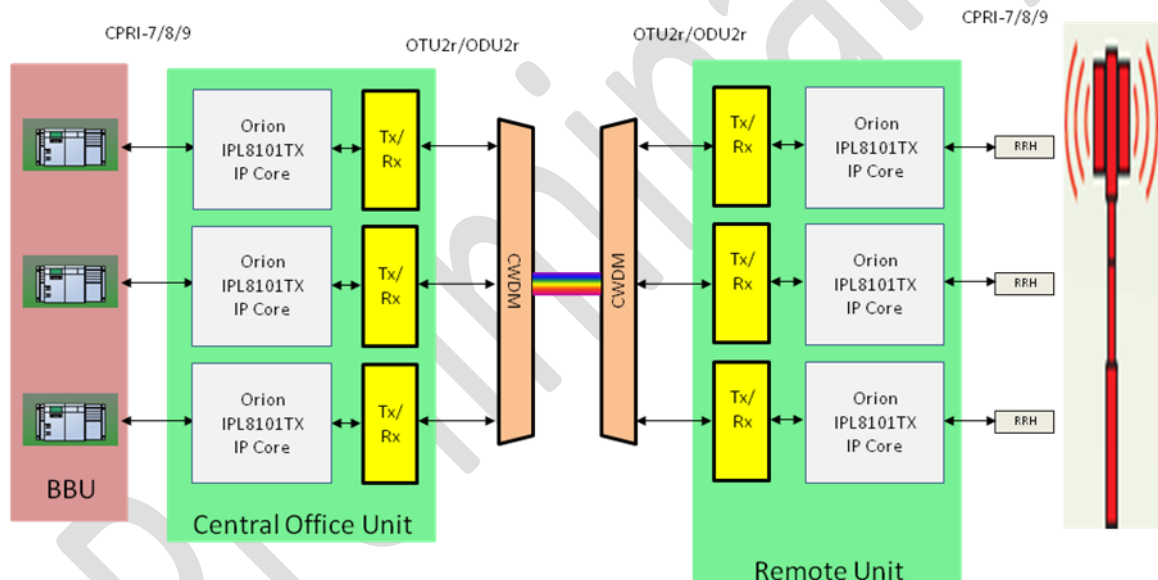 CPRI-7/8/9
OTU2r/ODU2r
OTU2r/ODU2r
CPRI-7/8/9
Orion
IPL8101TX
IP Core
Tx/
Rx
Orion
IPL8101TX
IP Core
Tx/
Rx
Orion
IPL8101TX
IP Core
Tx/
Rx
BBU
Central Office Unit
CWDM
CWDM
Tx/
Rx
Orion
IPL8101TX
IP Core
RRH
Tx/
Rx
Orion
IPL8101TX
IP Core
RRH
Tx/
Rx
Orion
IPL8101TX
IP Core
RRH
Remote Unit